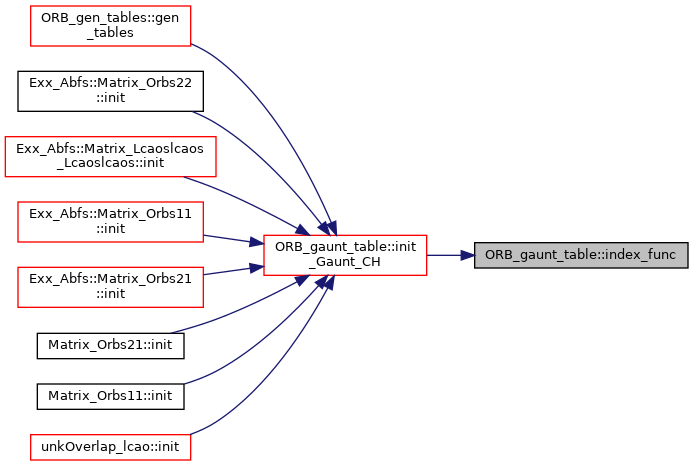 ORB_gen_tables::gen
_tables
Exx_Abfs::Matrix_Orbs22
::init
Exx_Abfs::Matrix_Lcaoslcaos
_Lcaoslcaos::init
Exx_Abfs::Matrix_Orbs11
::init
Exx_Abfs::Matrix_Orbs21
::init
Matrix_Orbs21::init
Matrix_Orbs11::init
unkOverlap_lcao::init
ORB_gaunt_table::init
_Gaunt_CH
ORB_gaunt_table::index_func